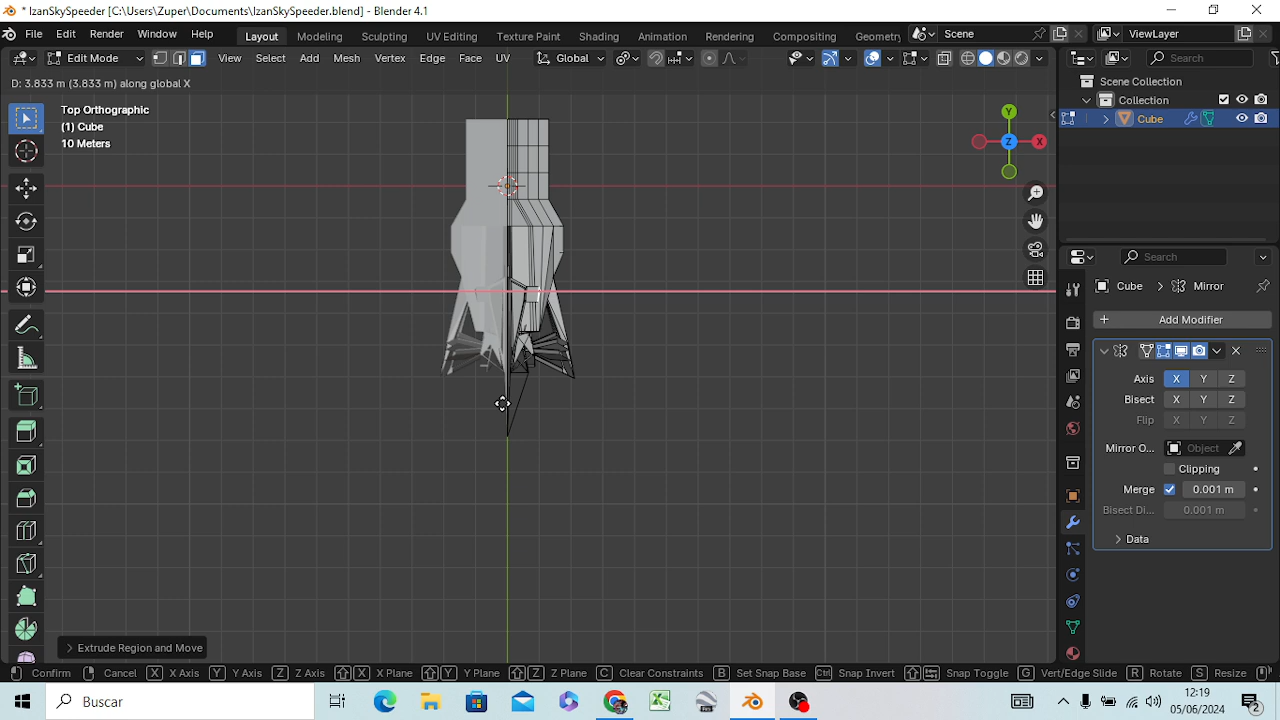 * IzanSkySpeeder [C:\Users\Zuper\Documents\IzanSkySpeeder.blend] - Blender 4.1
File Edit Render Window Help
Layout Modeling Sculpting UV Editing Texture Paint Shading Animation Rendering Compositing Geometr
Scene
ViewLayer
Edit Mode
View Select Add Mesh Vertex Edge Face UV
Global
Search
D: 3.833 m (3.833 m) along global X
Top Orthographic
(1) Cube
10 Meters
Y
X
Z
Scene Collection
Collection
Cube
Search
Cube > Mirror
Add Modifier
Axis X Y Z
Bisect X Y Z
Flip X Y Z
Mirror O... Object
Clipping
Merge 0.001 m
Bisect Di... 0.001 m
Data
Extrude Region and Move
Confirm Cancel X X Axis Y Y Axis Z Z Axis X X Plane Y Y Plane Z Z Plane C Clear Constraints B Set Snap Base Ctrl Snap Invert Snap Toggle G Vert/Edge Slide R Rotate S Resize
Buscar
12:19
05/06/2024
2